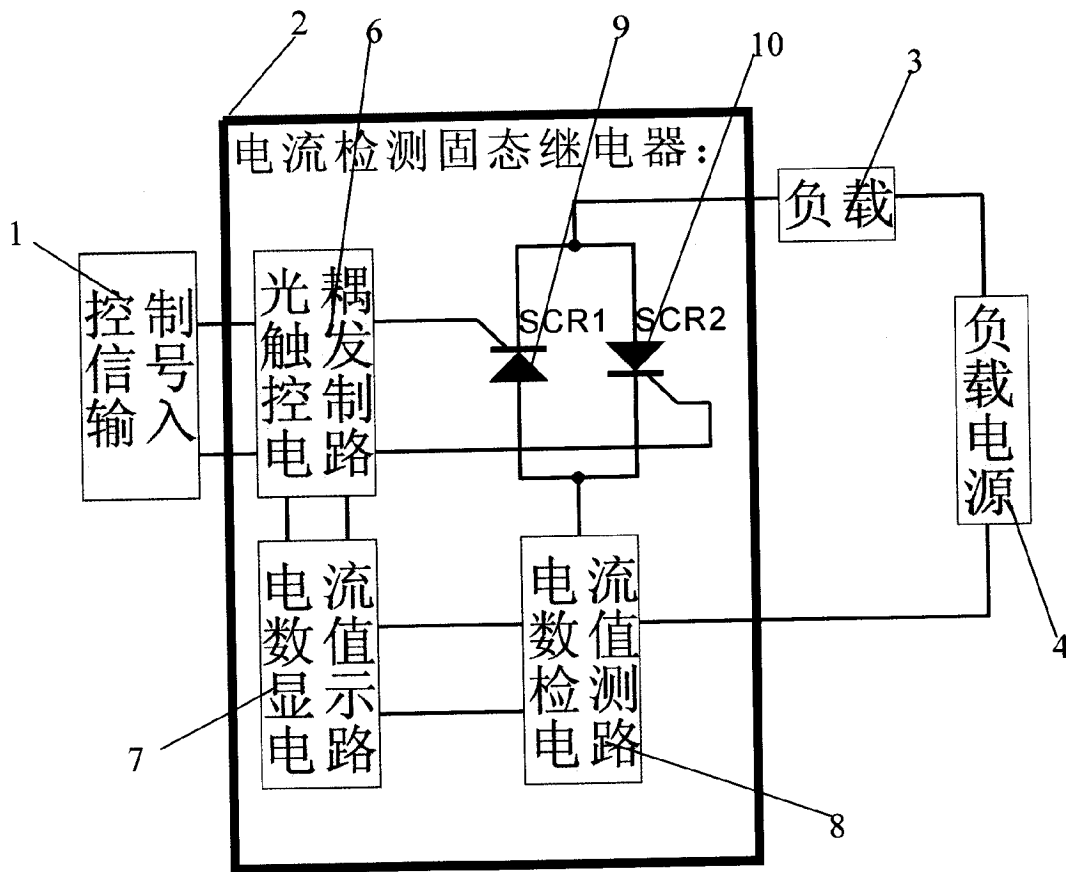 2
6
9
10
3
电流检测固态继电器：
负载
1
控制
信号
输入
光耦
触发
控制
电路
SCR1
SCR2
负
载
电
源
电流
数值
显示
电路
电流
数值
检测
电路
4
7
8